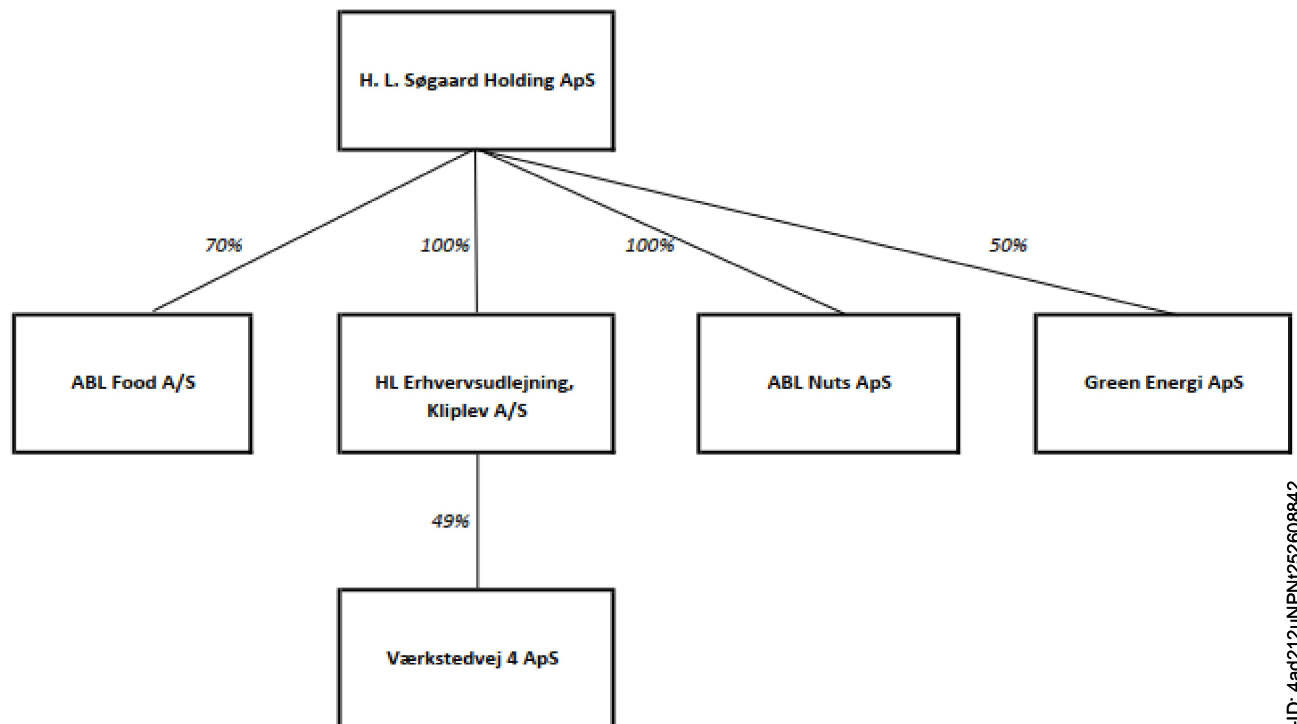 H. L. Søgaard Holding ApS
70%
100%
100%
50%
ABL Food A/S
HL Erhvervsudlejning,
Kliplev A/S
ABL Nuts ApS
Green Energi ApS
49%
Værkstedvej 4 ApS